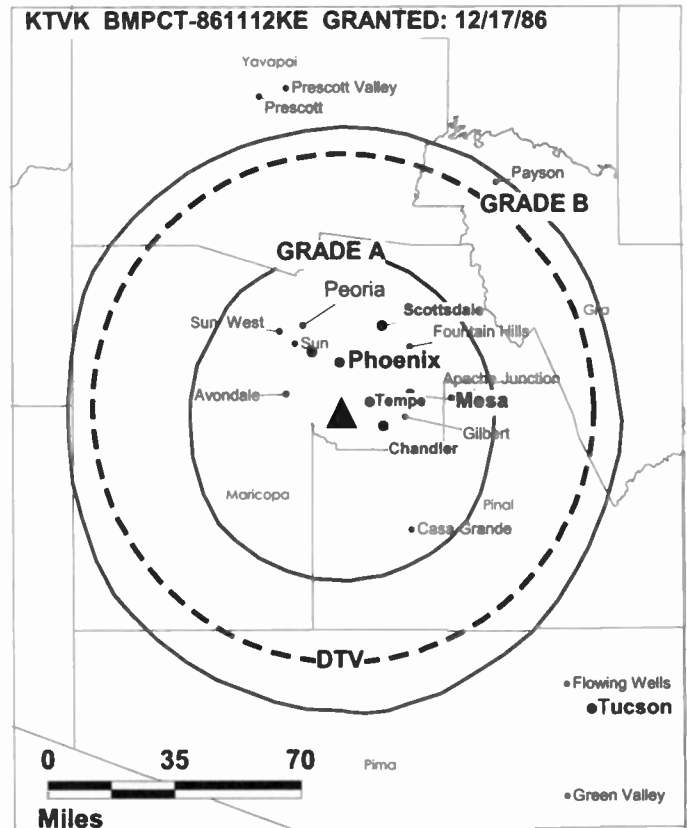 KTVK BMPCT-861112KE GRANTED: 12/17/86
Yavapai
Prescott Valley
Prescott
Payson
GRADE B
GRADE A
Peoria
Gila
Sun West
Scottsdale
Sun
Fountain Hills
Phoenix
Apache Junction
Avondale
Tempe
Mesa
Gilbert
Chandler
Maricopa
Pinal
Casa Grande
DTV
Flowing Wells
Tucson
0 35 70
Pima
Green Valley
Miles